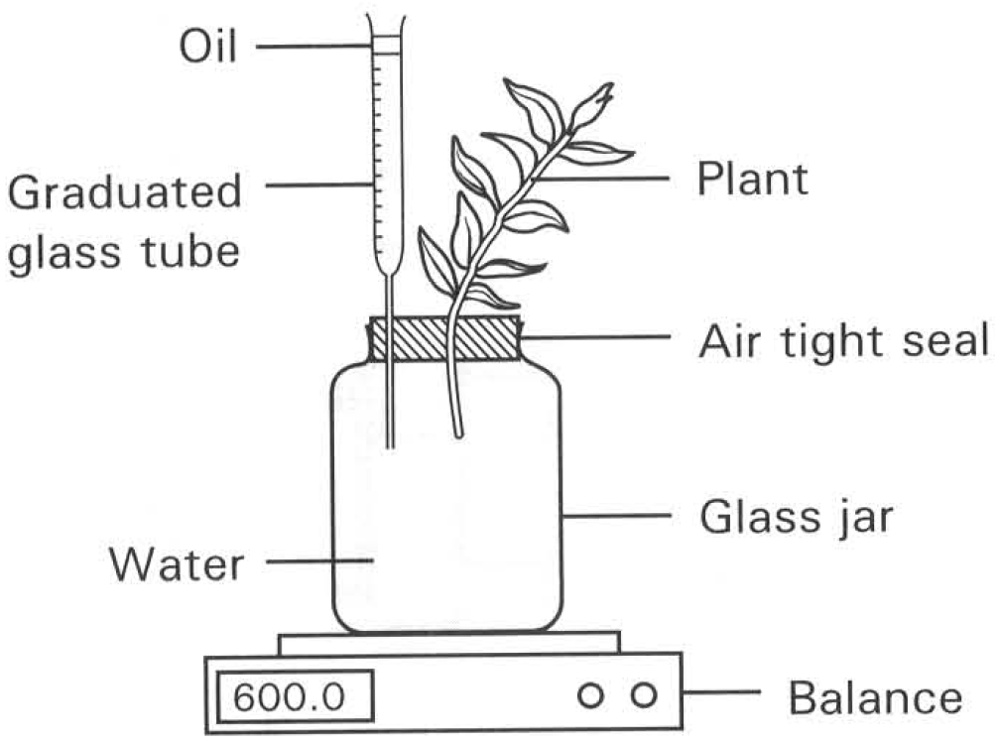 Oil
Graduated
glass tube
Plant
Air tight seal
Glass jar
Water
600.0
Balance